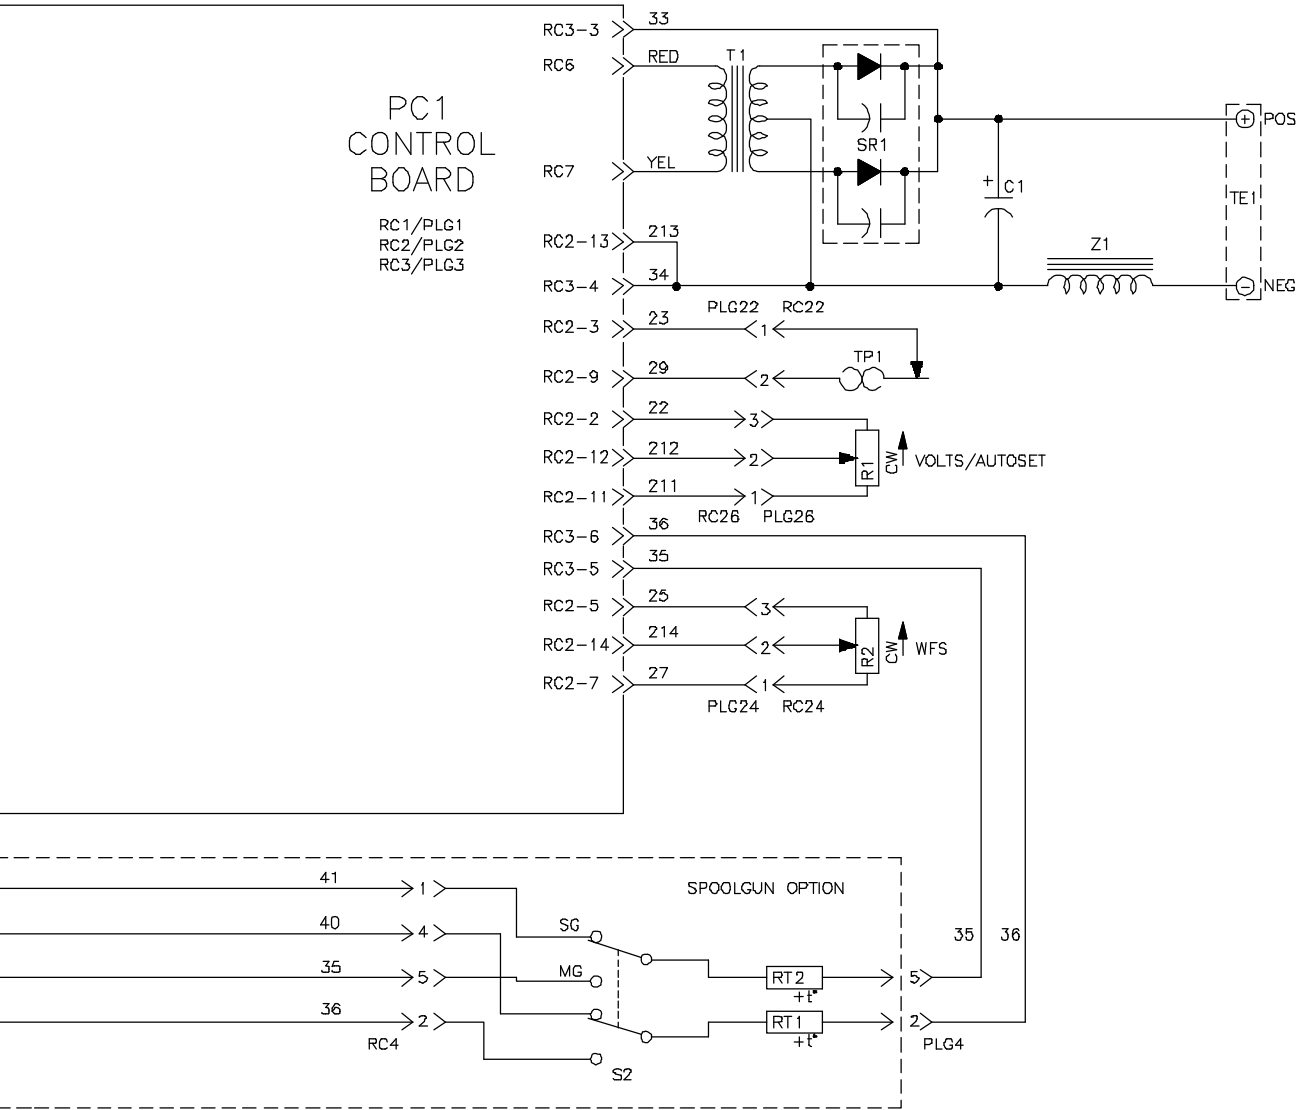 33
RC3-3
RED
T1
RC6
PC1
CONTROL
BOARD
SR1
+
POS
YEL
RC7
+
C1
TE1
RC1/PLG1
RC2/PLG2
RC3/PLG3
213
RC2-13
Z1
34
RC3-4
-
NEG
PLG22
RC22
23
RC2-3
1
TP1
29
RC2-9
2
22
RC2-2
3
212
RC2-12
2
R1
CW
VOLTS/AUTOSET
211
RC2-11
1
RC26
PLG26
36
RC3-6
35
RC3-5
25
RC2-5
3
214
RC2-14
2
R2
CW
WFS
27
RC2-7
1
PLG24
RC24
41
1
SPOOLGUN OPTION
40
4
SG
35
36
35
5
MG
RT2
5
+t°
36
2
RT1
2
RC4
+t°
PLG4
S2